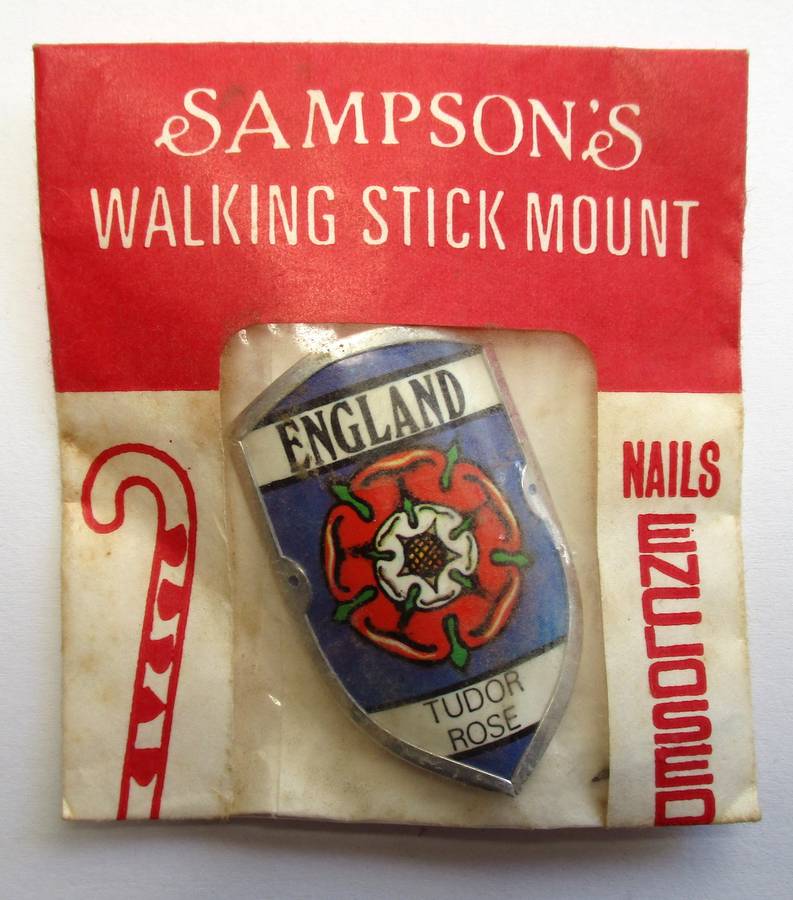 SAMPSON'S
WALKING STICK MOUNT
ENGLAND
TUDOR
ROSE
NAILS
ENCLOSED